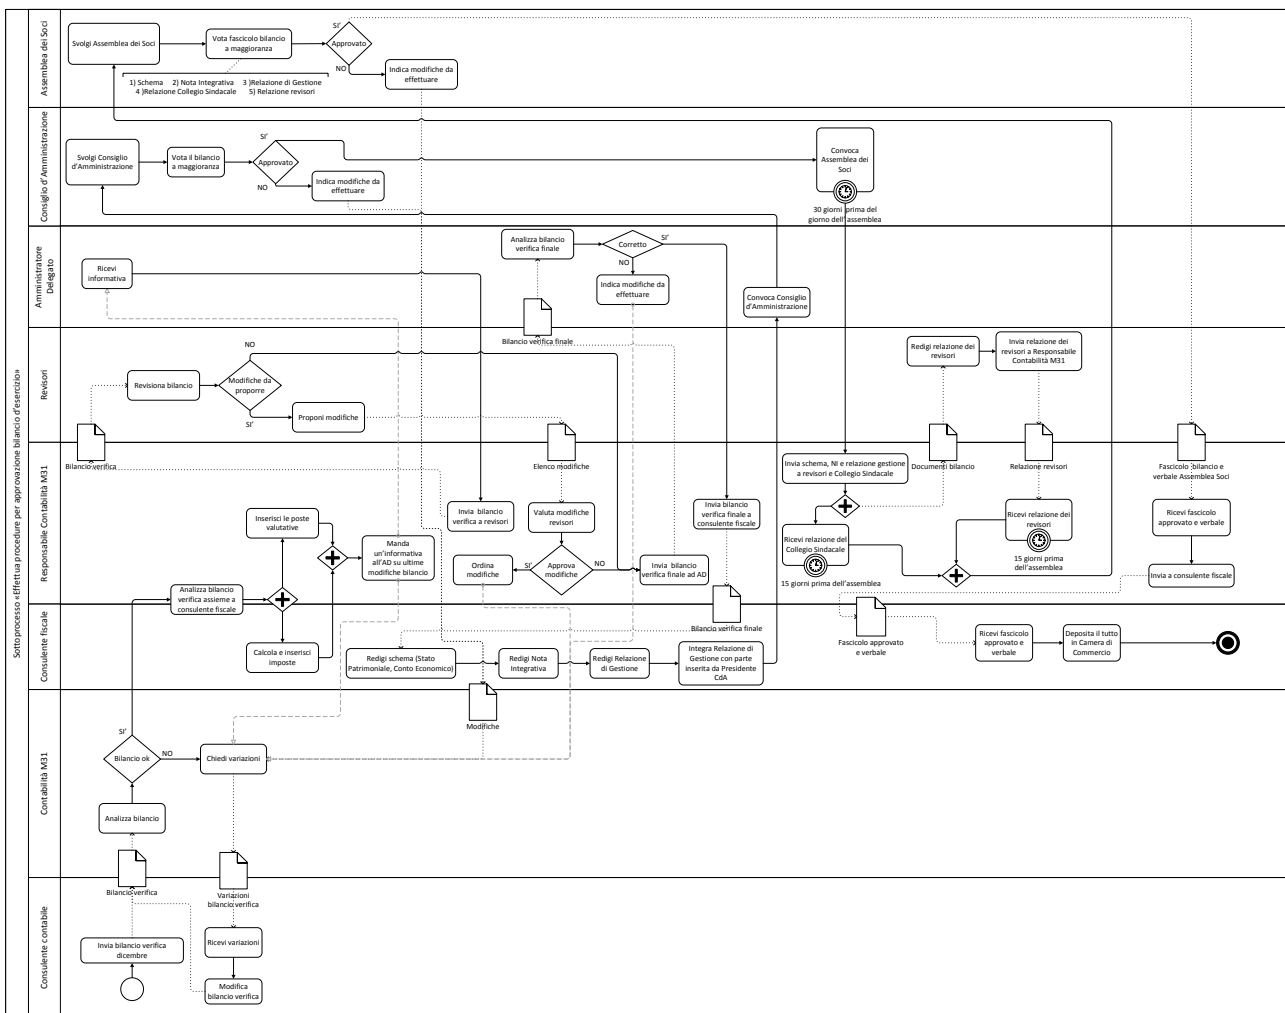 Sottoprocesso «Effettua procedure per approvazione bilancio d'esercizio»
Assemblea dei Soci
Svolgi Assemblea dei Soci
Vota fascicolo bilancio
a maggioranza
SI'
Approvato
NO
Indica modifiche da
effettuare
1) Schema 2) Nota Integrativa 3 )Relazione di Gestione
4 )Relazione Collegio Sindacale 5) Relazione revisori
Consiglio d'Amministrazione
Svolgi Consiglio
d'Amministrazione
Vota il bilancio
a maggioranza
SI'
Approvato
NO
Indica modifiche da
effettuare
Convoca
Assemblea dei
Soci
30 giorni prima del
giorno dell'assemblea
Amministratore
Delegato
Ricevi
informativa
Analizza bilancio
verifica finale
Corretto
SI'
NO
Indica modifiche da
effettuare
Convoca Consiglio
d'Amministrazione
Bilancio verifica finale
Revisori
Revisiona bilancio
NO
Modifiche da
proporre
SI'
Proponi modifiche
Redigi relazione dei
revisori
Invia relazione dei
revisori a Responsabile
Contabilità M31
Bilancio verifica
Elenco modifiche
Documenti bilancio
Relazione revisori
Fascicolo bilancio e
verbale Assemblea Soci
Responsabile Contabilità M31
Invia schema, NI e relazione gestione
a revisori e Collegio Sindacale
Invia bilancio
verifica a revisori
Valuta modifiche
revisori
Invia bilancio
verifica finale a
consulente fiscale
Ricevi relazione dei
revisori
15 giorni prima
dell'assemblea
Ricevi fascicolo
approvato e verbale
Inserisci le poste
valutative
Manda
un'informativa
all'AD su ultime
modifiche bilancio
Ordina
modifiche
SI'
Approva
modifiche
NO
Invia bilancio
verifica finale ad AD
Ricevi relazione del
Collegio Sindacale
15 giorni prima dell'assemblea
Invia a consulente fiscale
Analizza bilancio
verifica assieme a
consulente fiscale
Consulente fiscale
Calcola e inserisci
imposte
Bilancio verifica finale
Redigi schema (Stato
Patrimoniale, Conto Economico)
Redigi Nota
Integrativa
Redigi Relazione
di Gestione
Integra Relazione di
Gestione con parte
inserita da Presidente
CdA
Fascicolo approvato
e verbale
Ricevi fascicolo
approvato e
verbale
Deposita il tutto
in Camera di
Commercio
Contabilità M31
Modifiche
SI'
Bilancio ok
NO
Chiedi variazioni
Analizza bilancio
Bilancio verifica
Variazioni
bilancio verifica
Consulente contabile
Invia bilancio verifica
dicembre
Ricevi variazioni
Modifica
bilancio verifica